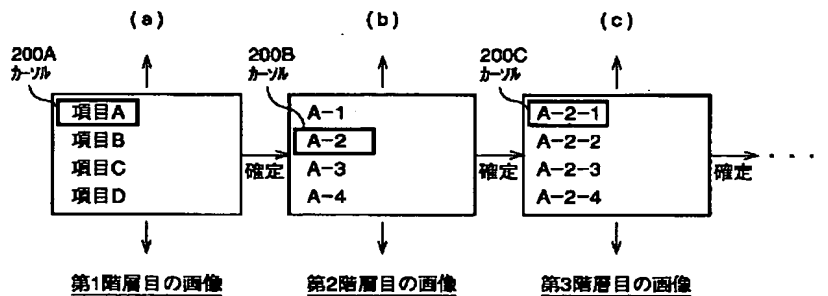 (a)
(b)
(c)
200A
カーソル
200B
カーソル
200C
カーソル
項目A
項目B
項目C
項目D
確定
A-1
A-2
A-3
A-4
確定
A-2-1
A-2-2
A-2-3
A-2-4
確定
・・・
第1階層目の画像
第2階層目の画像
第3階層目の画像